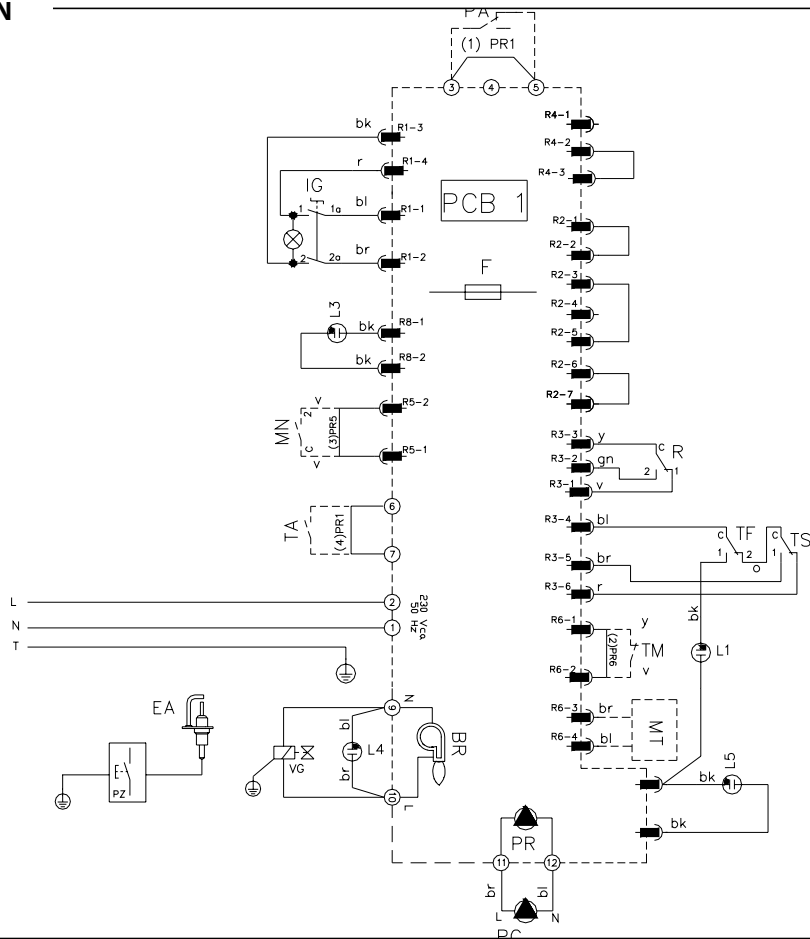 N
PA
(1) PR1
3 4 5
bk R1-3
r R1-4
IG
1 1a bl R1-1
2 2a br R1-2
PCB 1
F
L3 bk R8-1
bk R8-2
MN 2 v (3)PR5 R5-2
c v R5-1
TA (4)PR1 6
7
L 2 230 Vca
N 1 50 Hz
T
R4-1
R4-2
R4-3
R2-1
R2-2
R2-3
R2-4
R2-5
R2-6
R2-7
R3-3 y c R
R3-2 gn 2 1
R3-1 v
R3-4 bl c TF c TS
1 2 1
R3-5 br
R3-6 r
bk
R6-1 y
(2)PR6 TM L1
R6-2 v
R6-3 br MT
R6-4 bl
bk L5
bk
EA
PZ
VG
9 N
bl L4 BR
br
10 L
PR
11 12
br bl
L N
PC